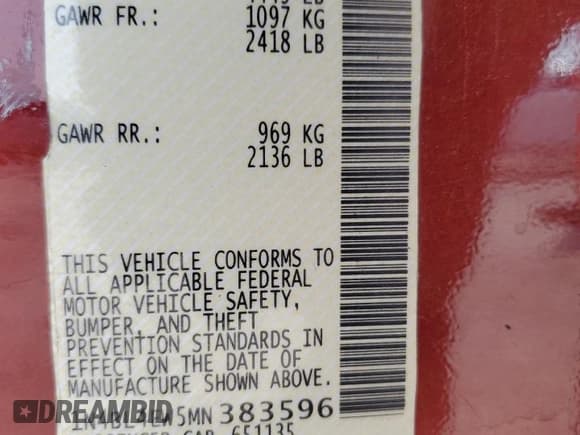 GAWR FR.: 1097 KG
2418 LB
GAWR RR.: 969 KG
2136 LB
THIS VEHICLE CONFORMS TO
ALL APPLICABLE FEDERAL
MOTOR VEHICLE SAFETY,
BUMPER, AND THEFT
PREVENTION STANDARDS IN
EFFECT ON THE DATE OF
MANUFACTURE SHOWN ABOVE.
383596
CAR 651135
DREAMBID